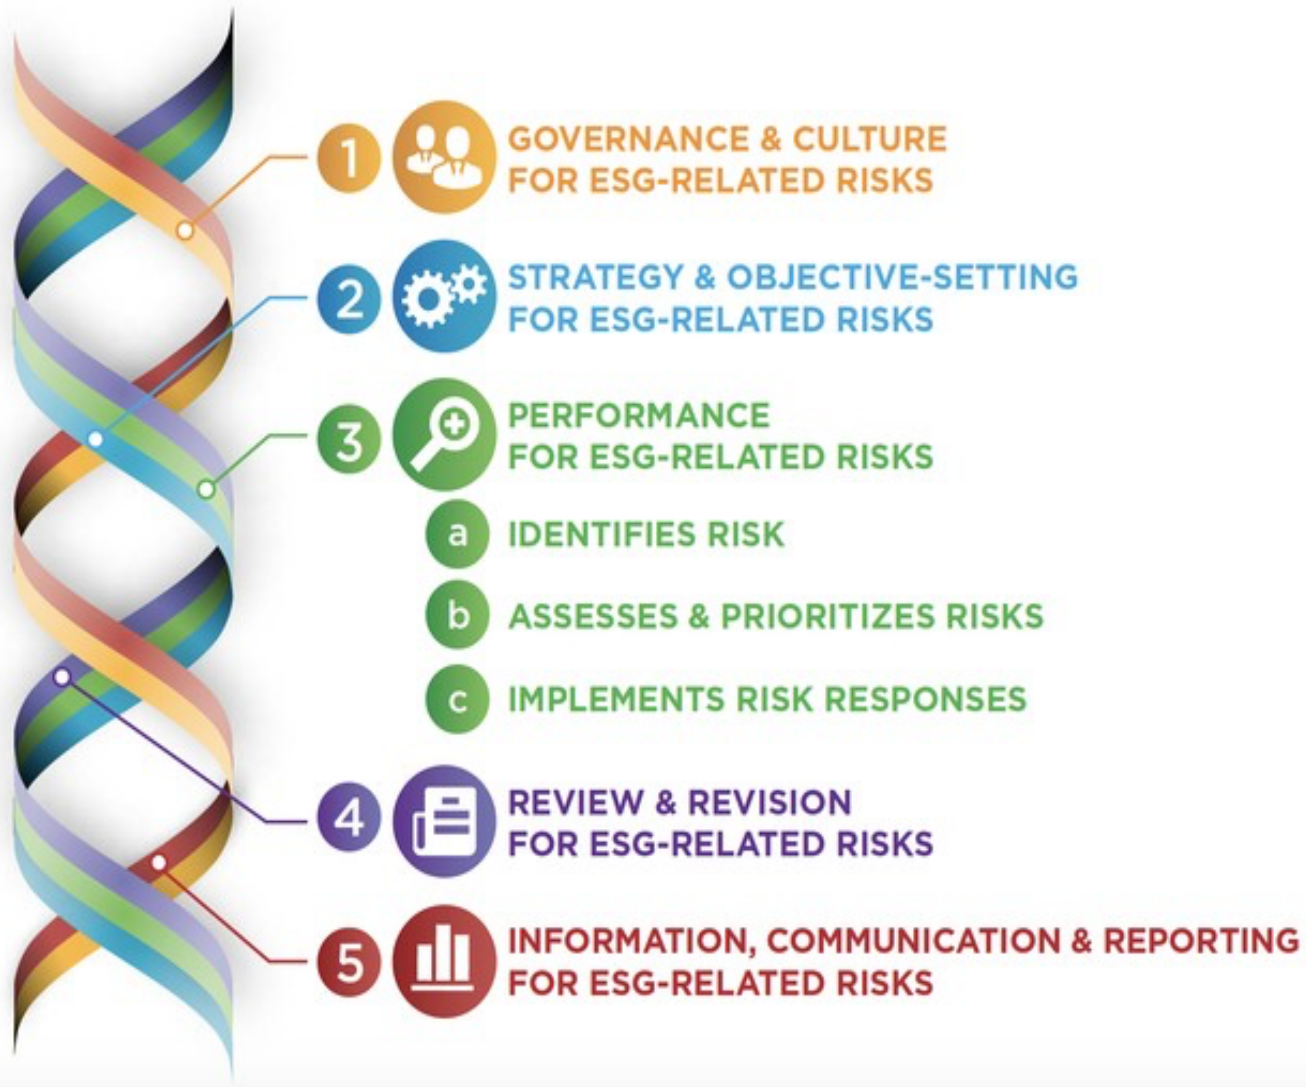 1
GOVERNANCE & CULTURE
FOR ESG-RELATED RISKS
2
STRATEGY & OBJECTIVE-SETTING
FOR ESG-RELATED RISKS
3
PERFORMANCE
FOR ESG-RELATED RISKS
a IDENTIFIES RISK
b ASSESSES & PRIORITIZES RISKS
c IMPLEMENTS RISK RESPONSES
4
REVIEW & REVISION
FOR ESG-RELATED RISKS
5
INFORMATION, COMMUNICATION & REPORTING
FOR ESG-RELATED RISKS